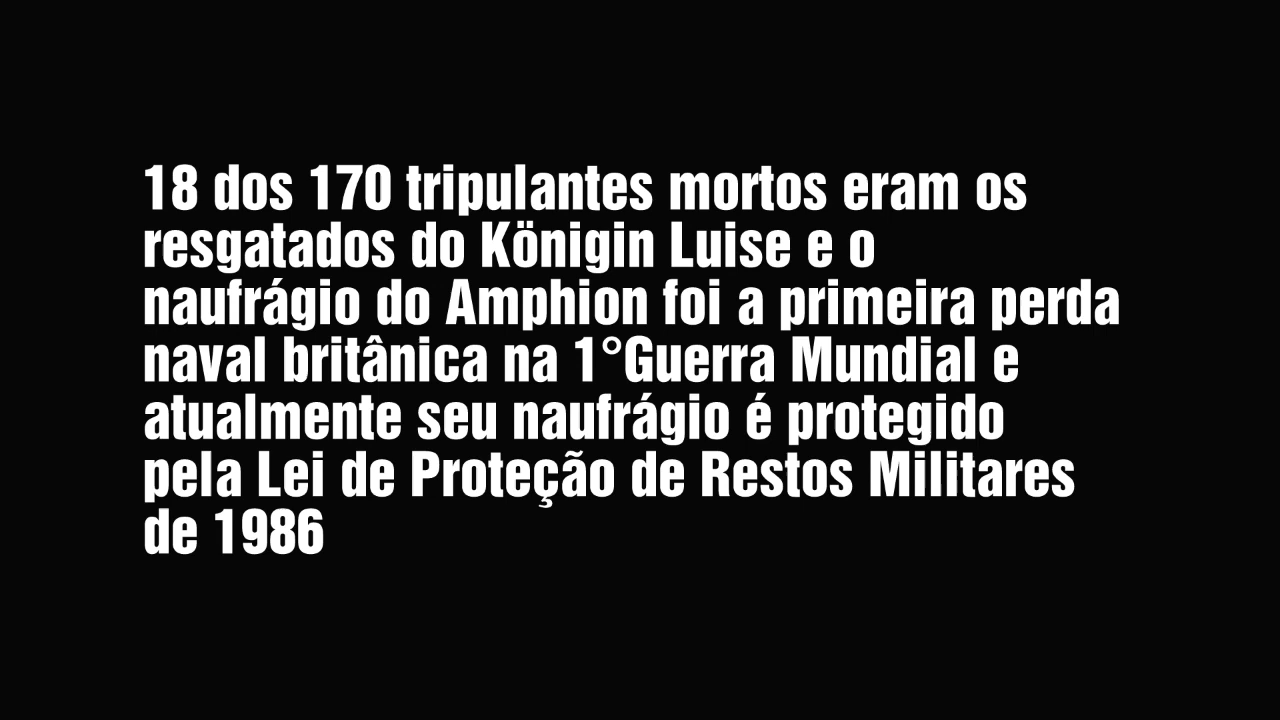 18 dos 170 tripulantes mortos eram os
resgatados do Königin Luise e o
naufrágio do Amphion foi a primeira perda
naval britânica na 1°Guerra Mundial e
atualmente seu naufrágio é protegido
pela Lei de Proteção de Restos Militares
de 1986